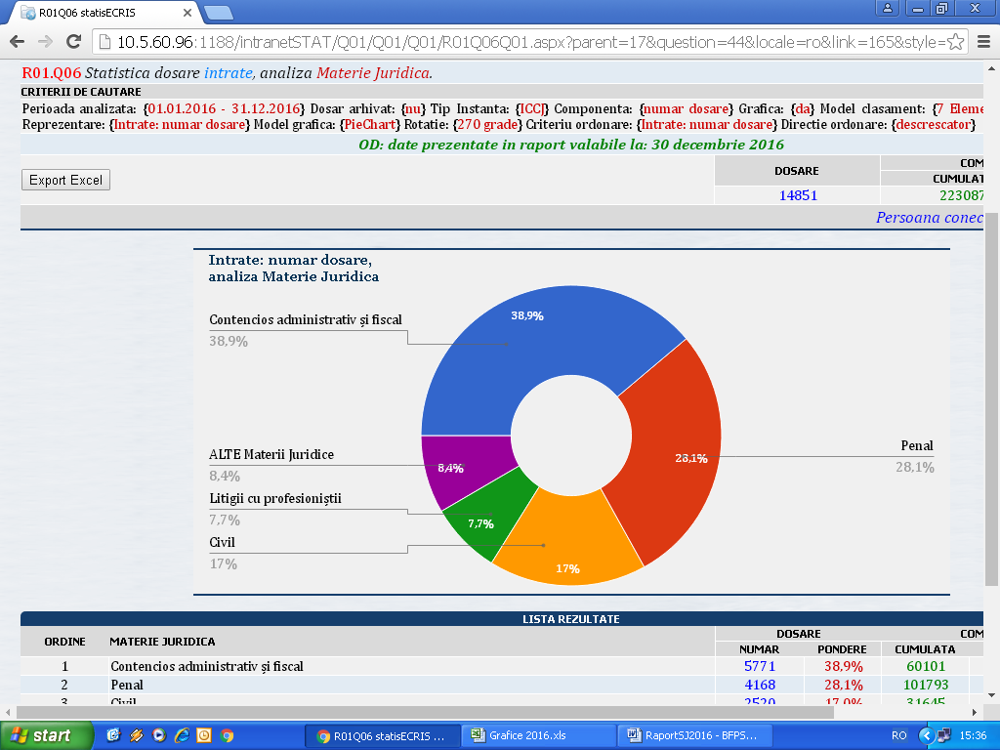 R01Q06 statisECRIS
10.5.60.96:1188/intranetSTAT/Q01/Q01/Q01/R01Q06Q01.aspx?parent=17&question=44&locale=ro&link=165&style=
R01.Q06 Statistica dosare intrate, analiza Materie Juridica.
CRITERII DE CAUTARE
Perioada analizata: {01.01.2016 - 31.12.2016} Dosar arhivat: {nu} Tip Instanta: {ICCJ} Componenta: {numar dosare} Grafica: {da} Model clasament: {7 Eleme
Reprezentare: {Intrate: numar dosare} Model grafica: {PieChart} Rotatie: {270 grade} Criteriu ordonare: {Intrate: numar dosare} Directie ordonare: {descrescator}
OD: date prezentate in raport valabile la: 30 decembrie 2016
Export Excel
DOSARE
COM
CUMULAT
14851
223087
Persoana conec
Intrate: numar dosare,
analiza Materie Juridica
38,9%
Contencios administrativ și fiscal
38,9%
Penal
28,1%
28,1%
ALTE Materii Juridice
8,4%
8,4%
Litigii cu profesioniștii
7,7%
7,7%
Civil
17%
17%
LISTA REZULTATE
ORDINE MATERIE JURIDICA DOSARE COM
NUMAR PONDERE CUMULATA
1 Contencios administrativ și fiscal 5771 38,9% 60101
2 Penal 4168 28,1% 101793
3 Civil 2520 17,0% 31645
start R01Q06 statisECRIS ... Grafice 2016.xls RaportSJ2016 - BFPS... RO 15:36